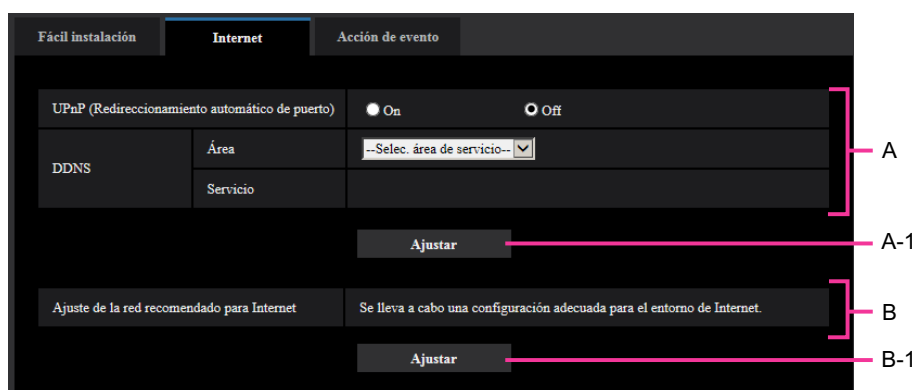 Fácil instalación
Internet
Acción de evento
UPnP (Redireccionamiento automático de puerto)
On
Off
A
DDNS
Área
--Selec. área de servicio--
Servicio
Ajustar
A-1
Ajuste de la red recomendado para Internet
Se lleva a cabo una configuración adecuada para el entorno de Internet.
B
Ajustar
B-1